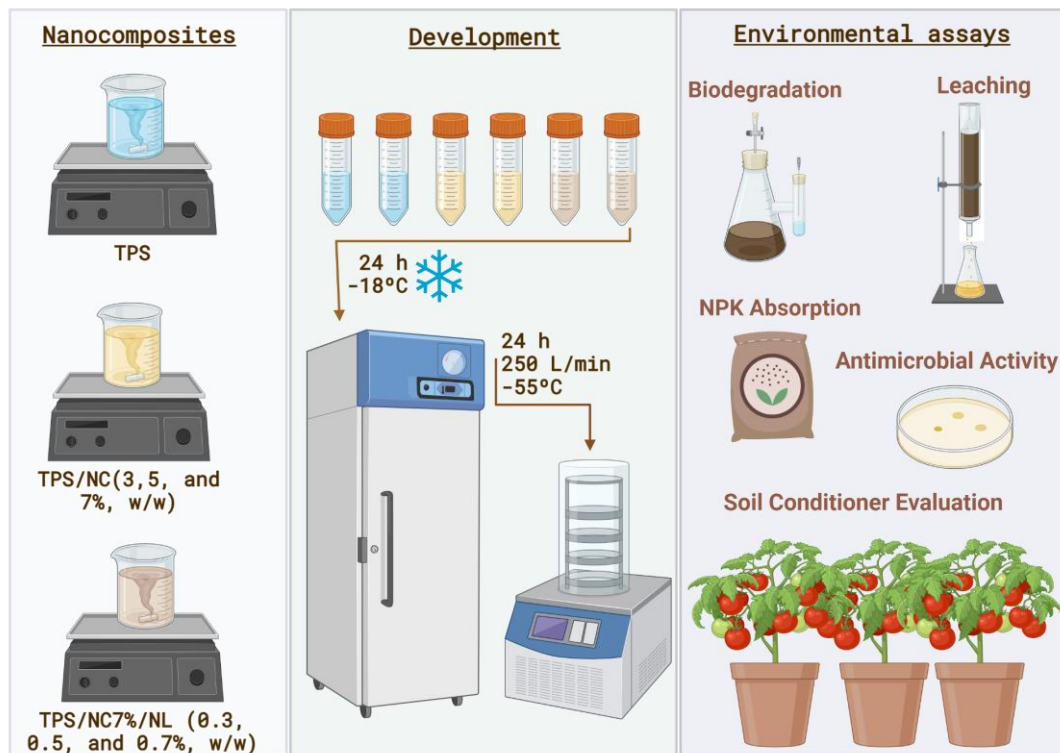 Nanocomposites
TPS
TPS/NC(3,5, and
7%, w/w)
TPS/NC7%/NL (0.3,
0.5, and 0.7%, w/w)
Development
24 h
-18ºC
24 h
250 L/min
-55ºC
Environmental assays
Biodegradation
Leaching
NPK Absorption
Antimicrobial Activity
Soil Conditioner Evaluation